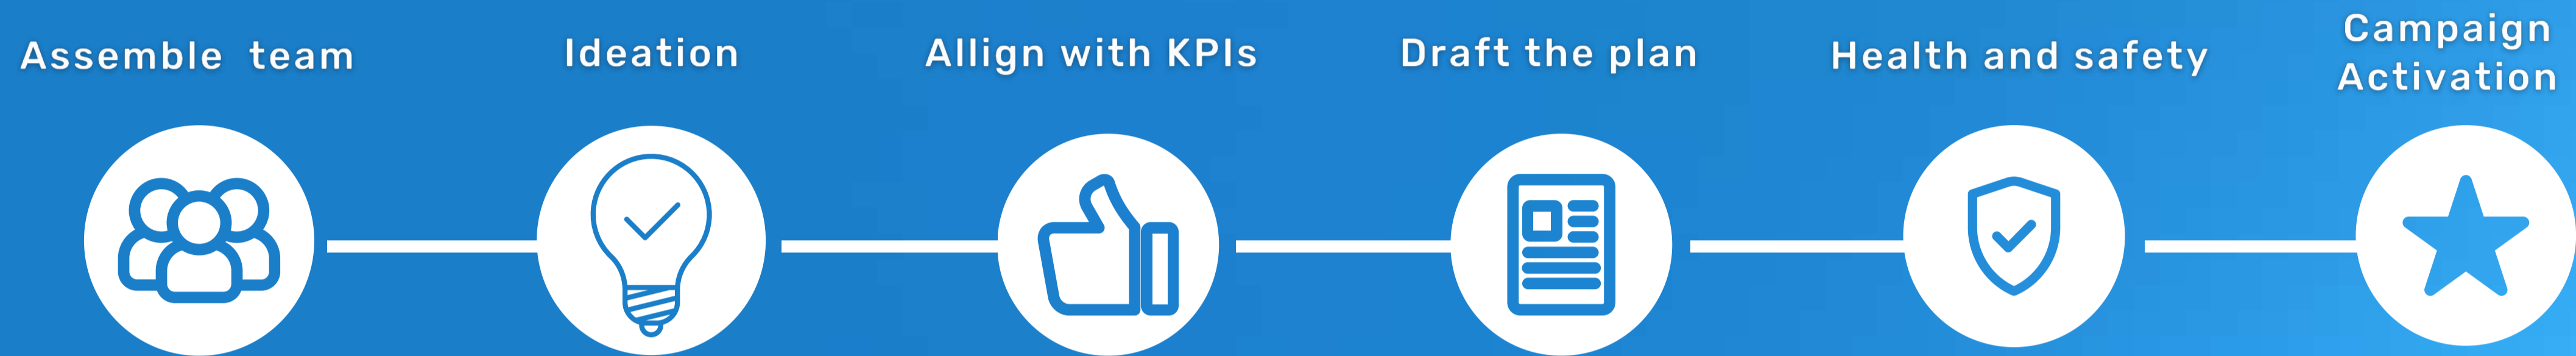 Assemble team
Ideation
Allign with KPIs
Draft the plan
Health and safety
Campaign
Activation